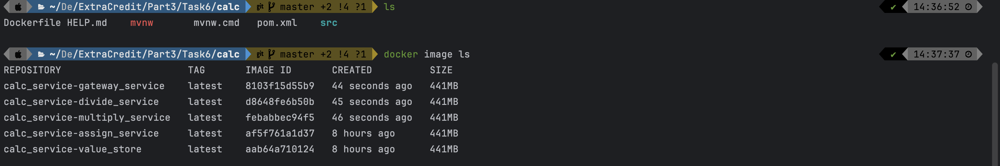 ~/De/ExtraCredit/Part3/Task6/calc git master +2 !4 ?1 ls ✔ 14:36:52
Dockerfile HELP.md mvnw mvnw.cmd pom.xml src
~/De/ExtraCredit/Part3/Task6/calc git master +2 !4 ?1 docker image ls ✔ 14:37:37
REPOSITORY TAG IMAGE ID CREATED SIZE
calc_service-gateway_service latest 8103f15d55b9 44 seconds ago 441MB
calc_service-divide_service latest d8648fe6b50b 45 seconds ago 441MB
calc_service-multiply_service latest febabbec94f5 46 seconds ago 441MB
calc_service-assign_service latest af5f761a1d37 8 hours ago 441MB
calc_service-value_store latest aab64a710124 8 hours ago 441MB